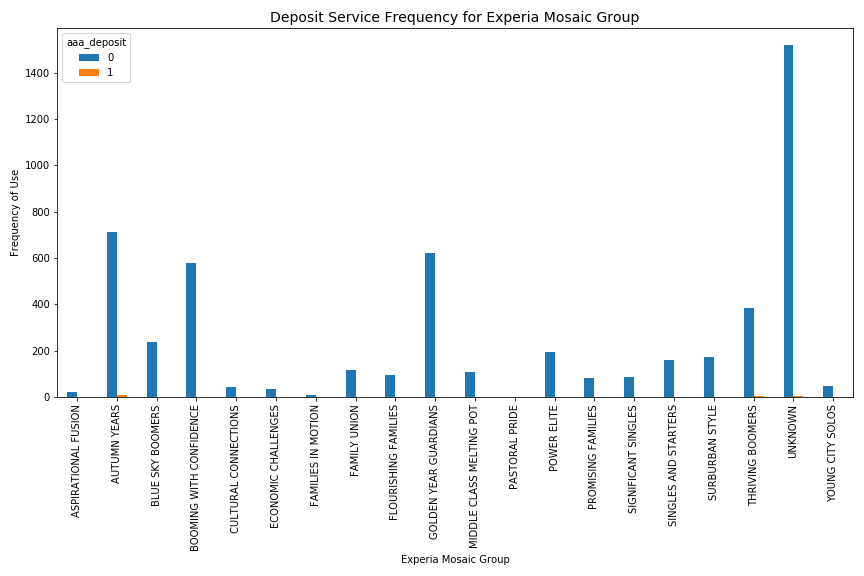 Deposit Service Frequency for Experia Mosaic Group
aaa_deposit
0
1
Frequency of Use
1400
1200
1000
800
600
400
200
0
ASPIRATIONAL FUSION
AUTUMN YEARS
BLUE SKY BOOMERS
BOOMING WITH CONFIDENCE
CULTURAL CONNECTIONS
ECONOMIC CHALLENGES
FAMILIES IN MOTION
FAMILY UNION
FLOURISHING FAMILIES
GOLDEN YEAR GUARDIANS
MIDDLE CLASS MELTING POT
PASTORAL PRIDE
POWER ELITE
PROMISING FAMILIES
SIGNIFICANT SINGLES
SINGLES AND STARTERS
SURBURBAN STYLE
THRIVING BOOMERS
UNKNOWN
YOUNG CITY SOLOS
Experia Mosaic Group